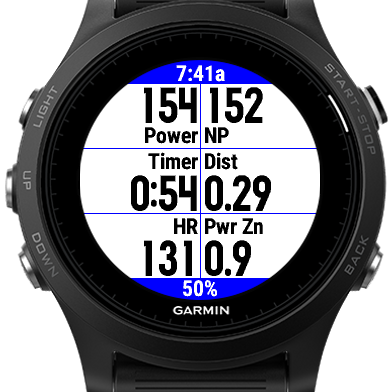 7:41a
154 152
Power NP
Timer Dist
0:54 0.29
HR Pwr Zn
131 0.9
50%
GARMIN
LIGHT
UP
DOWN
START·STOP
BACK